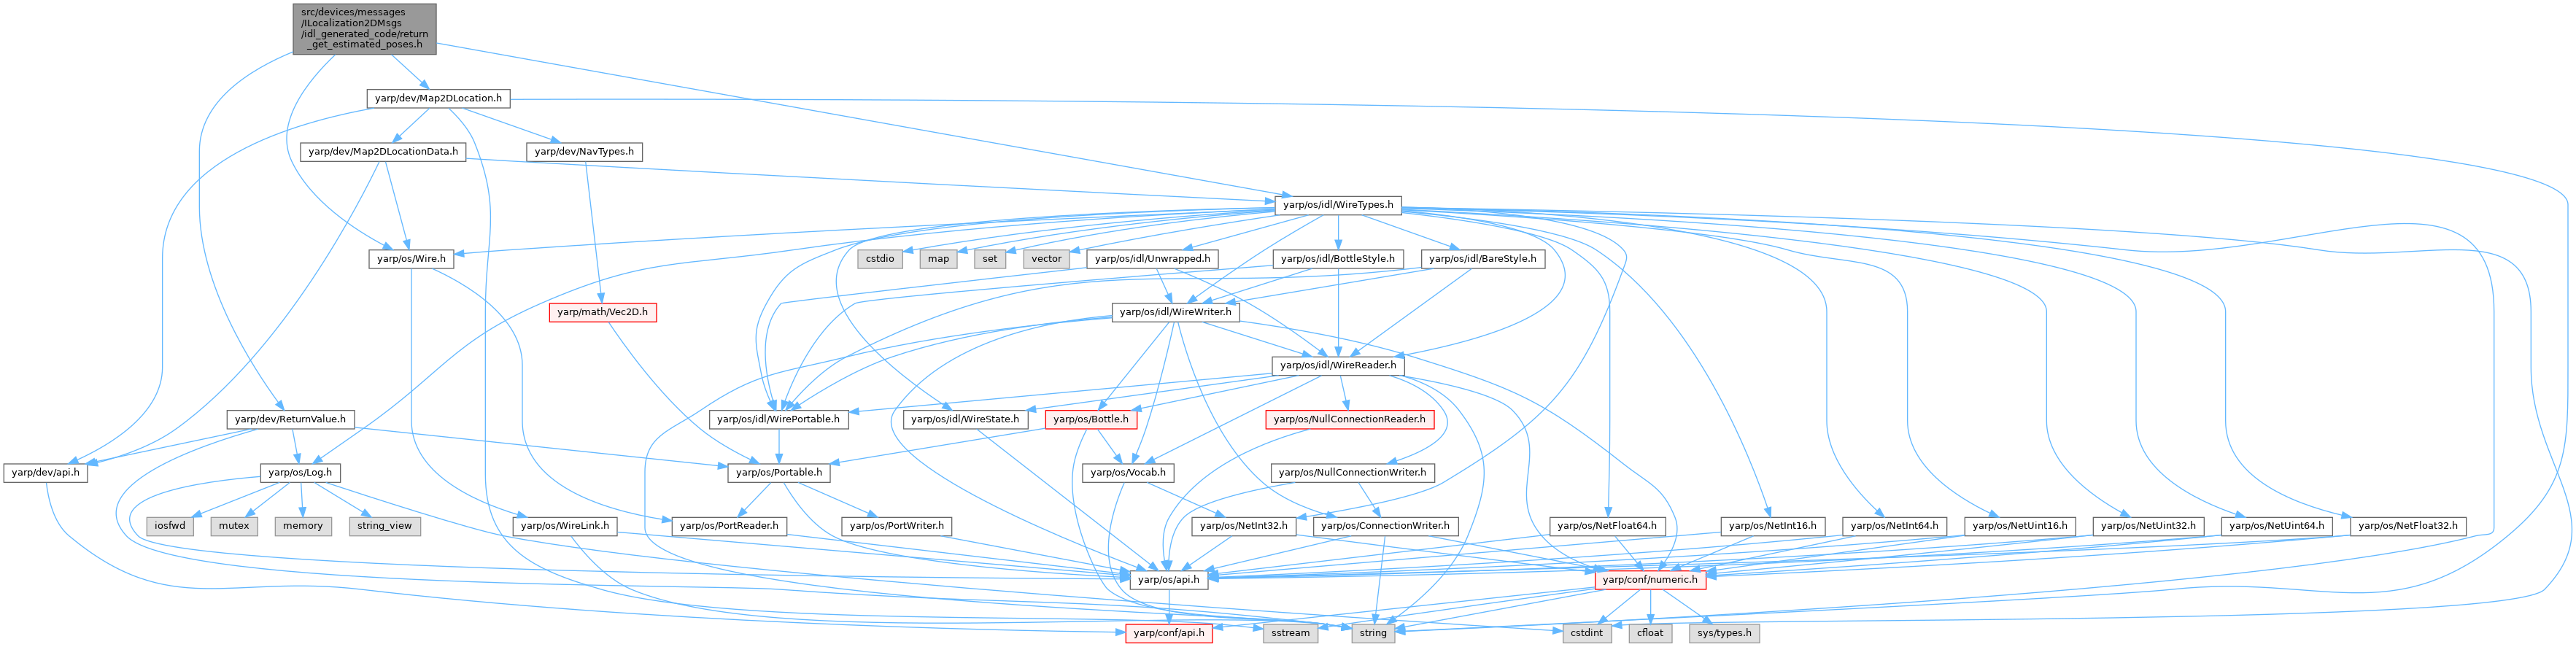 src/devices/messages
/ILocalization2DMsgs
/idl_generated_code/return
_get_estimated_poses.h
yarp/dev/Map2DLocation.h
yarp/dev/Map2DLocationData.h
yarp/dev/NavTypes.h
yarp/os/idl/WireTypes.h
yarp/os/Wire.h
cstdio
map
set
vector
yarp/os/idl/Unwrapped.h
yarp/os/idl/BottleStyle.h
yarp/os/idl/BareStyle.h
yarp/math/Vec2D.h
yarp/os/idl/WireWriter.h
yarp/os/idl/WireReader.h
yarp/dev/ReturnValue.h
yarp/os/idl/WirePortable.h
yarp/os/idl/WireState.h
yarp/os/Bottle.h
yarp/os/NullConnectionReader.h
yarp/dev/api.h
yarp/os/Log.h
yarp/os/Portable.h
yarp/os/Vocab.h
yarp/os/NullConnectionWriter.h
iosfwd
mutex
memory
string_view
yarp/os/WireLink.h
yarp/os/PortReader.h
yarp/os/PortWriter.h
yarp/os/NetInt32.h
yarp/os/ConnectionWriter.h
yarp/os/NetFloat64.h
yarp/os/NetInt16.h
yarp/os/NetInt64.h
yarp/os/NetUint16.h
yarp/os/NetUint32.h
yarp/os/NetUint64.h
yarp/os/NetFloat32.h
yarp/os/api.h
yarp/conf/numeric.h
yarp/conf/api.h
sstream
string
cstdint
cfloat
sys/types.h